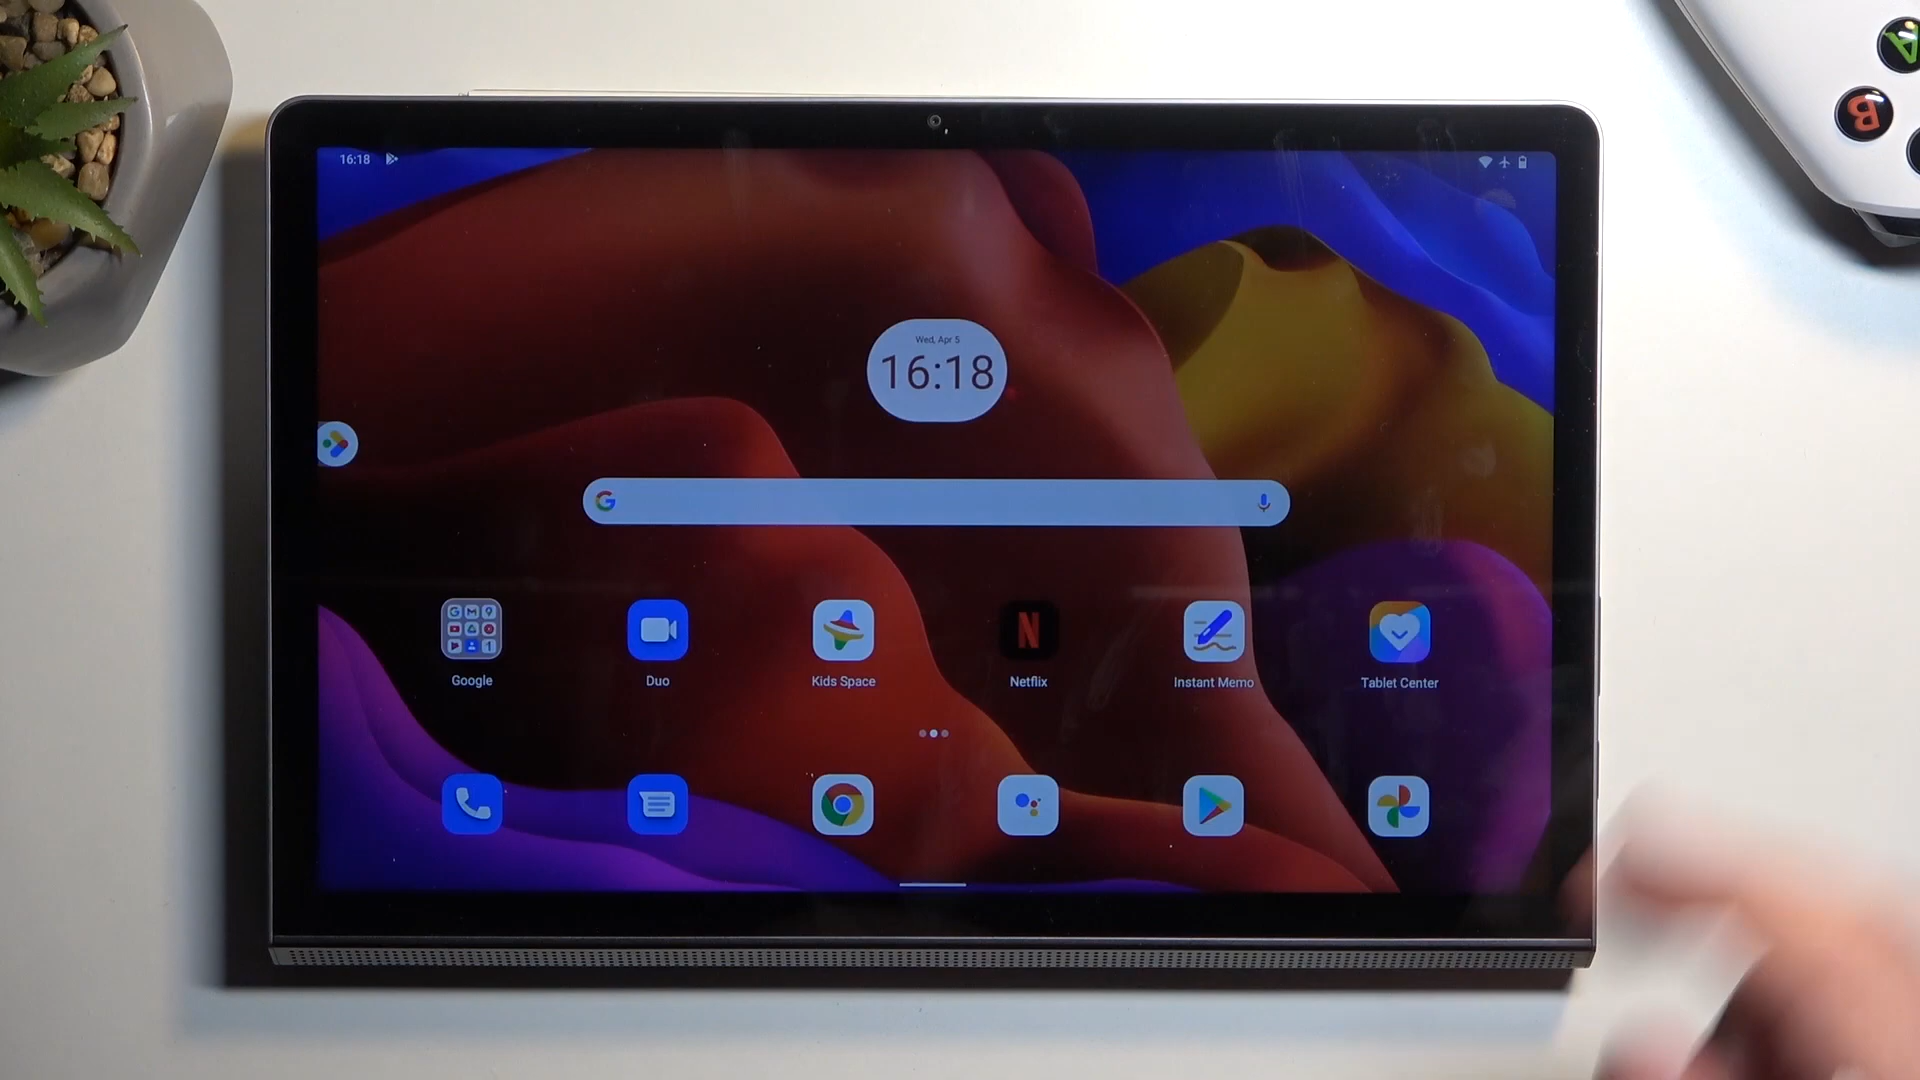 16:18
Wed, Apr 5
16:18
Google
Duo
Kids Space
N
Netflix
Instant Memo
Tablet Center
A
B